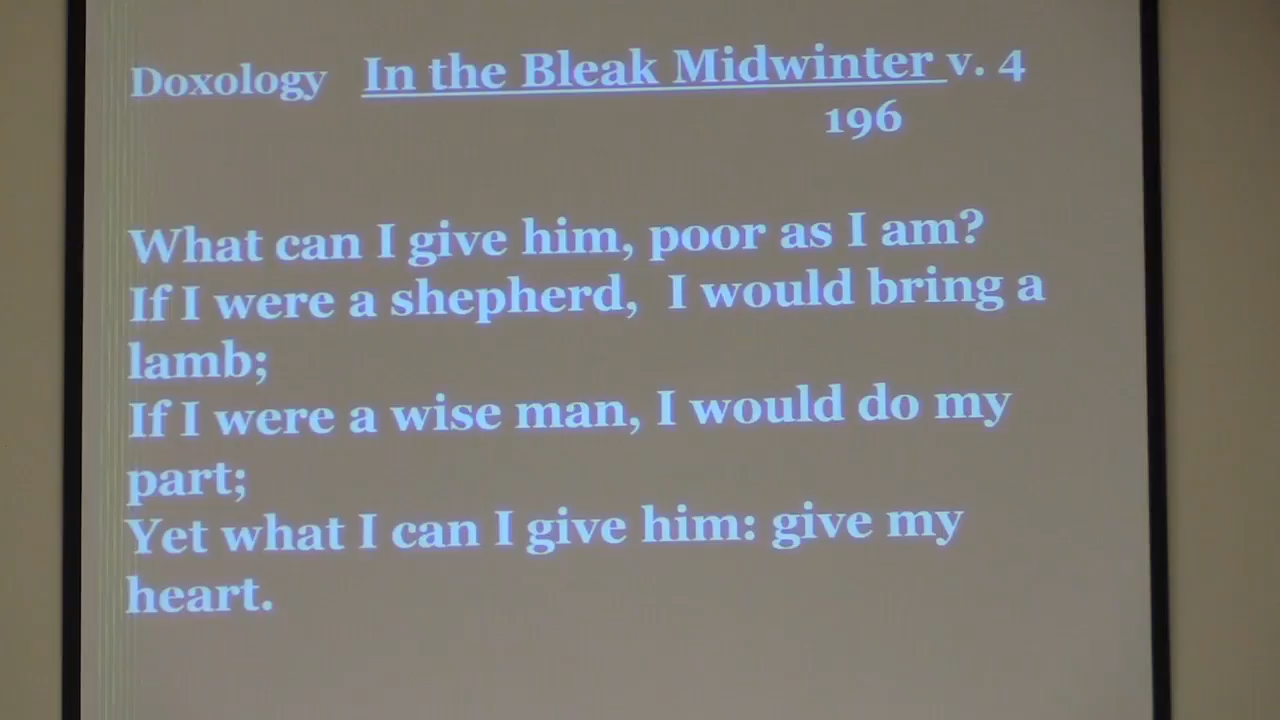 Doxology In the Bleak Midwinter v. 4
196
What can I give him, poor as I am?
If I were a shepherd, I would bring a
lamb;
If I were a wise man, I would do my
part;
Yet what I can I give him: give my
heart.